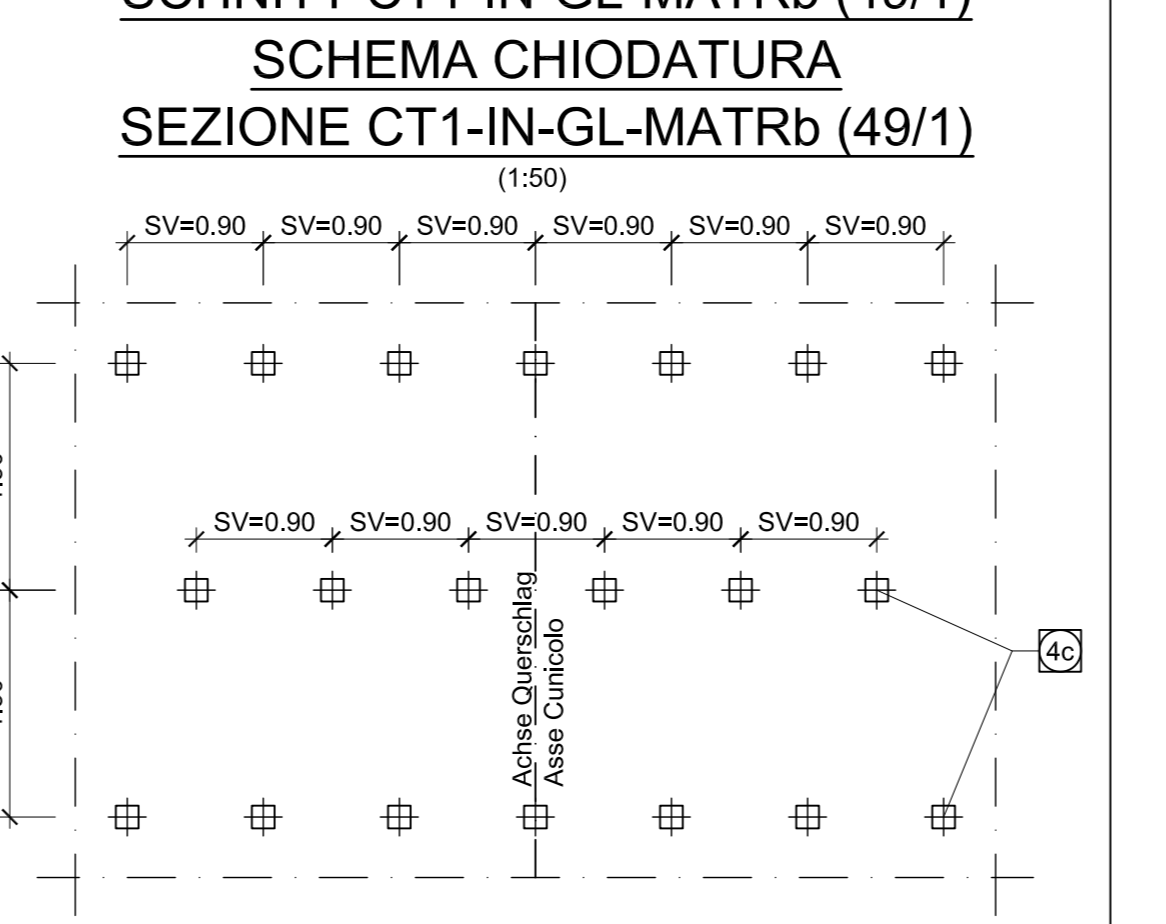 SCHEMA CHIODATURA
SEZIONE CT1-IN-GL-MATRb (49/1)
(1:50)
SV=0.90 SV=0.90 SV=0.90 SV=0.90 SV=0.90 SV=0.90
SV=0.90 SV=0.90 SV=0.90 SV=0.90 SV=0.90
Achse Querschlag
Asse Cunicolo
4c